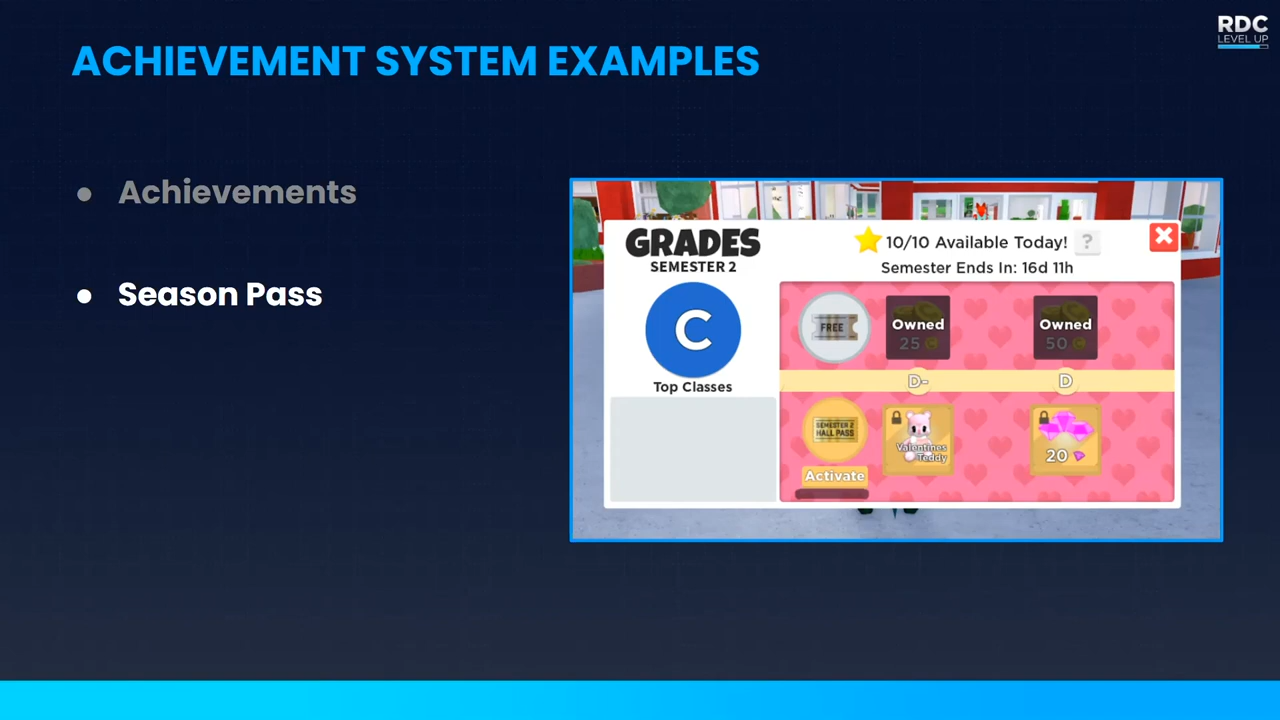 RDC
LEVEL UP
ACHIEVEMENT SYSTEM EXAMPLES
● Achievements
● Season Pass
GRADES
SEMESTER 2
C
Top Classes
10/10 Available Today! ?
Semester Ends In: 16d 11h
FREE
Owned
25 C
Owned
50 C
D-
D
SEMESTER 2
HALL PASS
Activate
Valentines
Teddy
20